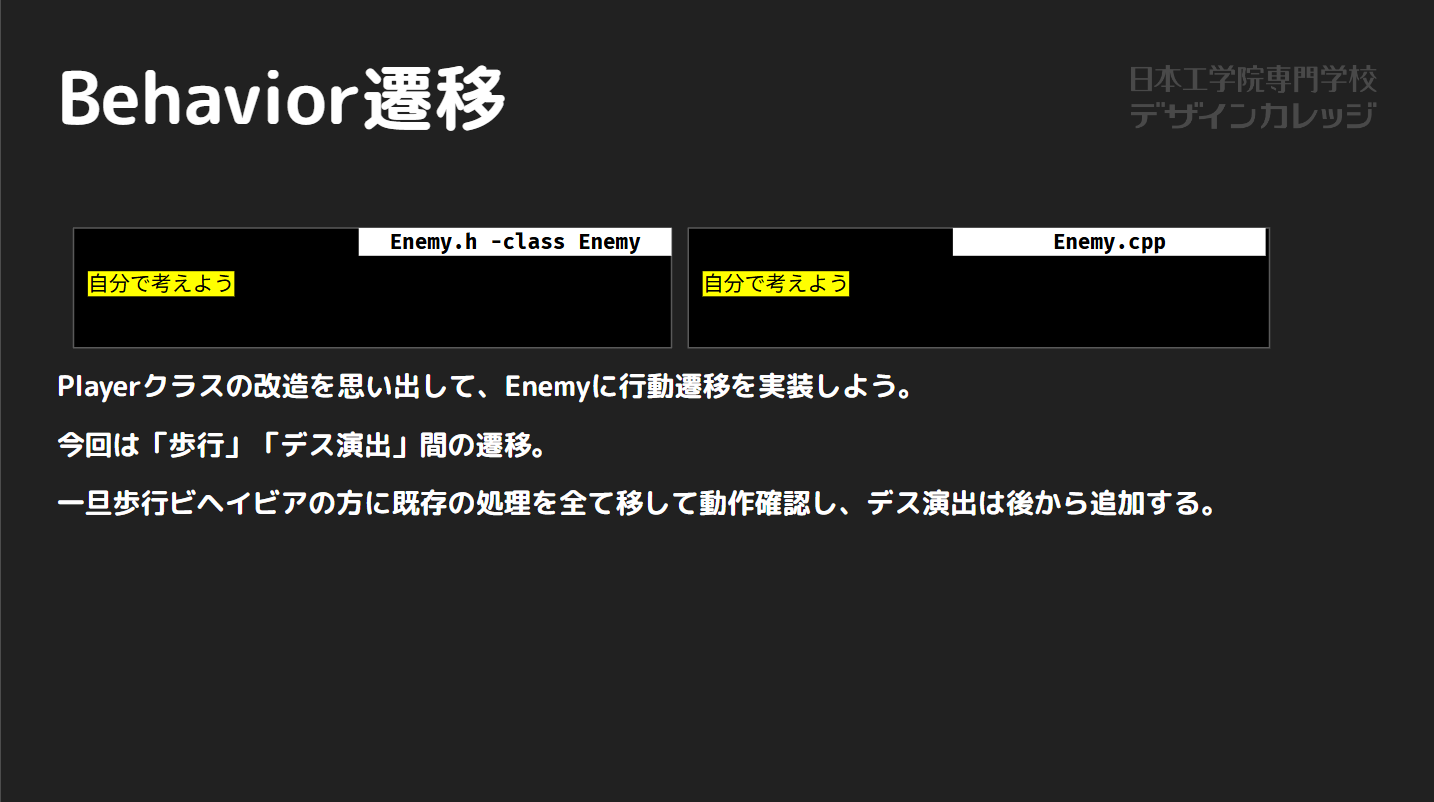 Behavior遷移
日本工学院専門学校
デザインカレッジ
Enemy.h -class Enemy
自分で考えよう
Enemy.cpp
自分で考えよう
Playerクラスの改造を思い出して、Enemyに行動遷移を実装しよう。
今回は「歩行」「デス演出」間の遷移。
一旦歩行ビヘイビアの方に既存の処理を全て移して動作確認し、デス演出は後から追加する。